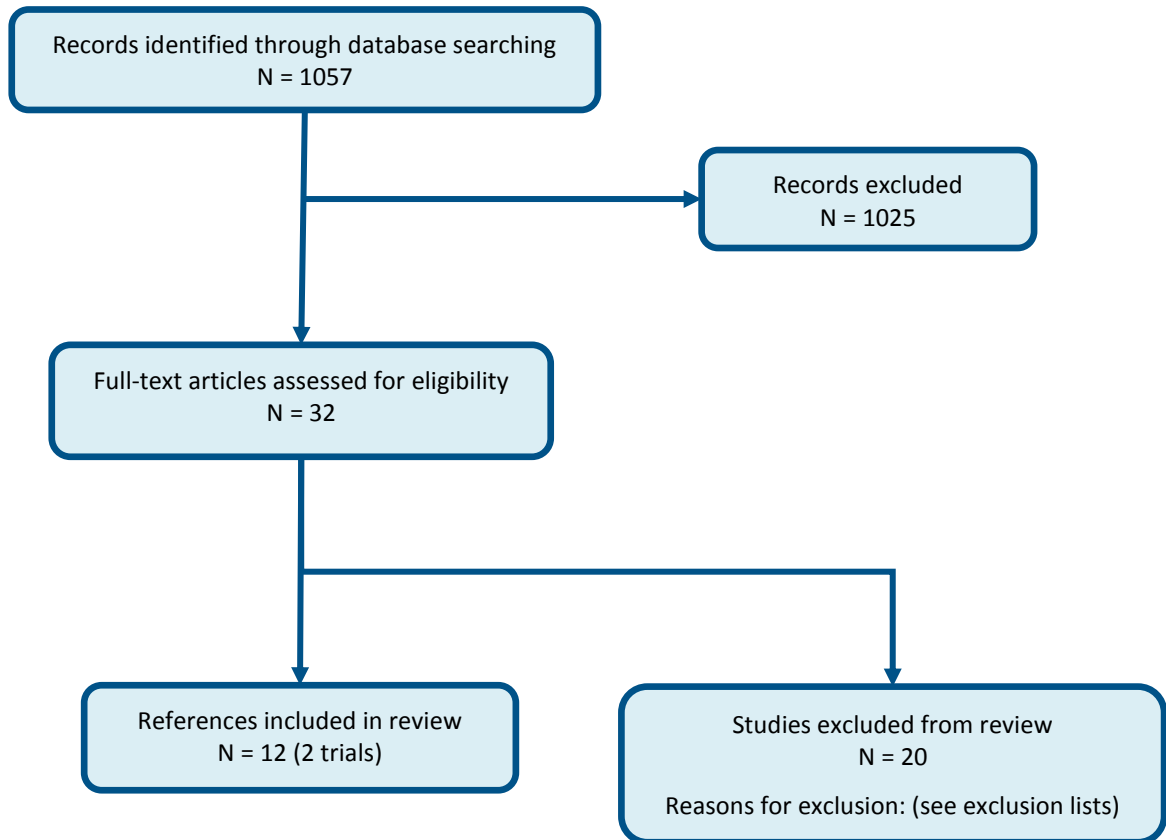 Records identified through database searching
N = 1057
Records excluded
N = 1025
Full-text articles assessed for eligibility
N = 32
References included in review
N = 12 (2 trials)
Studies excluded from review
N = 20
Reasons for exclusion: (see exclusion lists)